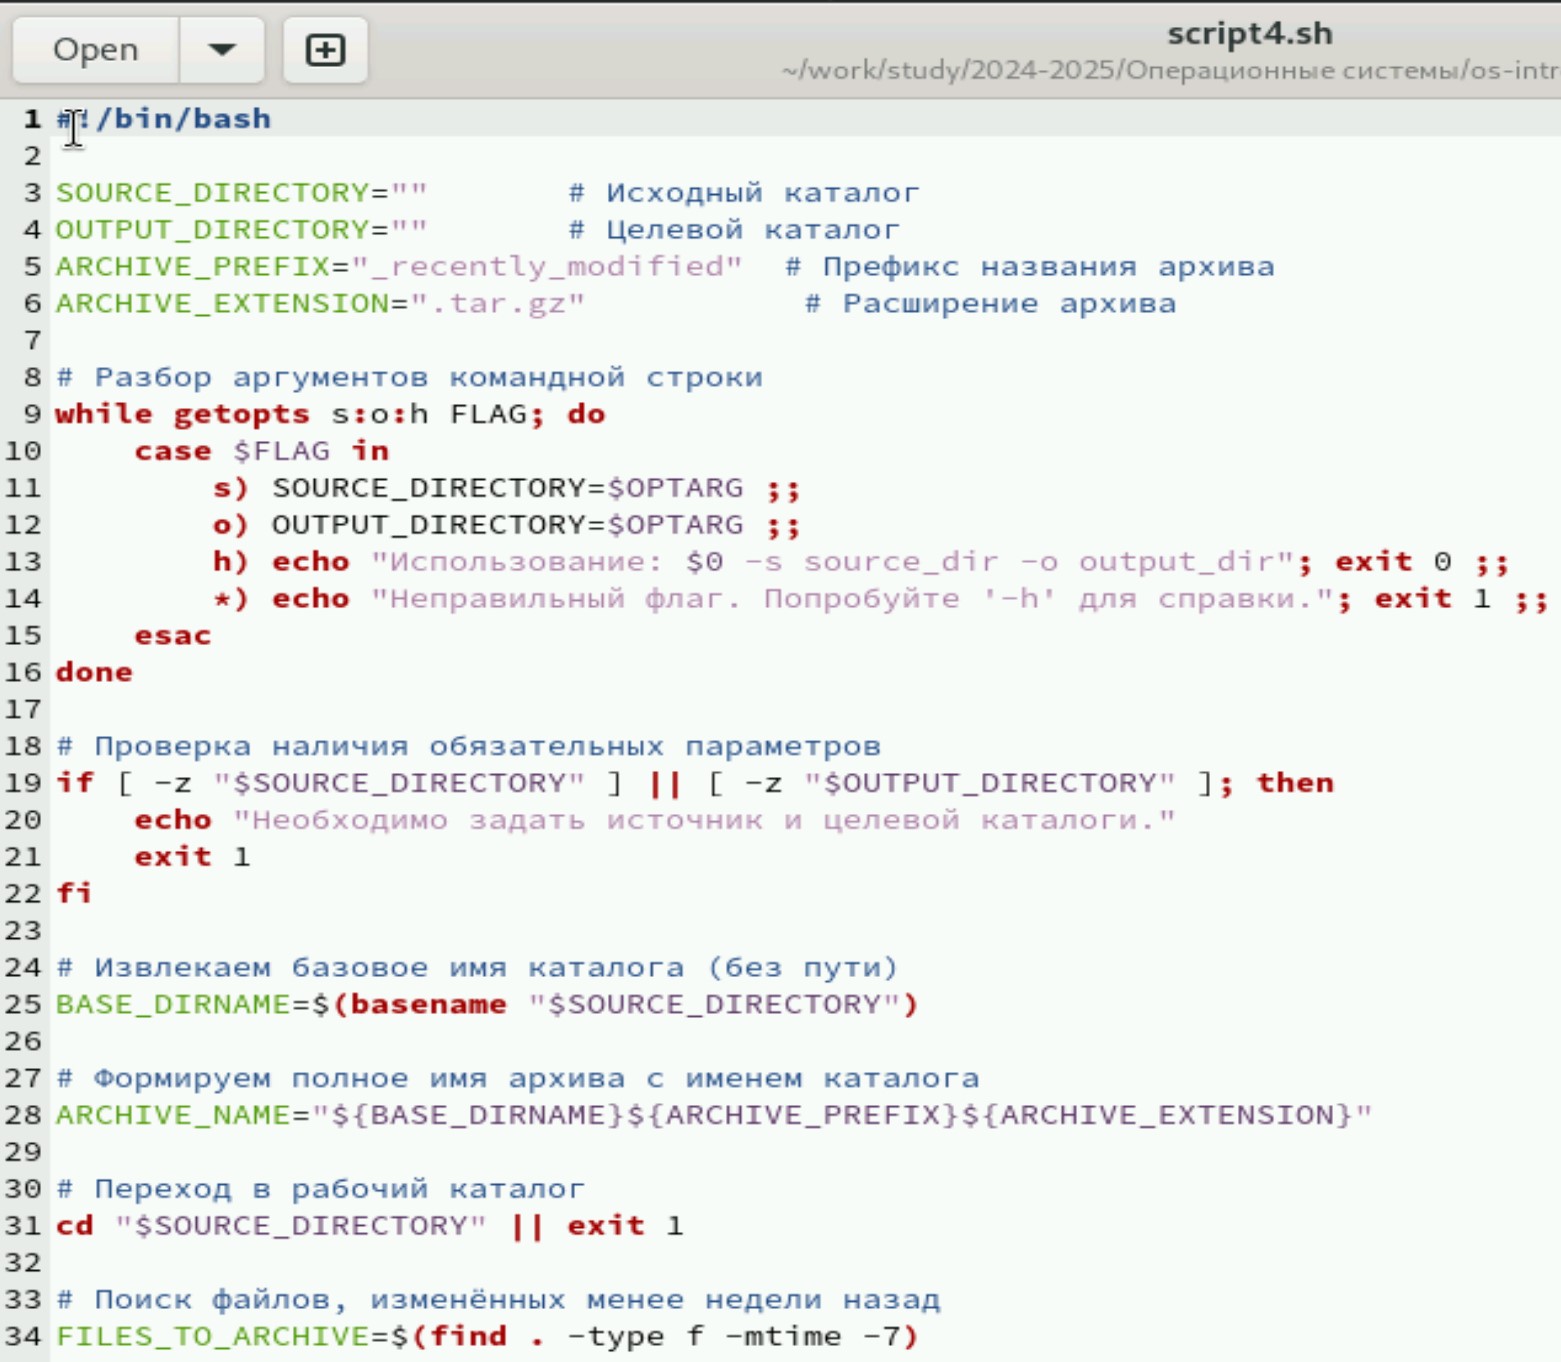 Open
script4.sh
~/work/study/2024-2025/Операционные системы/os-intr
1 #!/bin/bash
2
3 SOURCE_DIRECTORY="" # Исходный каталог
4 OUTPUT_DIRECTORY="" # Целевой каталог
5 ARCHIVE_PREFIX="_recently_modified" # Префикс названия архива
6 ARCHIVE_EXTENSION=".tar.gz" # Расширение архива
7
8 # Разбор аргументов командной строки
9 while getopts s:o:h FLAG; do
10 case $FLAG in
11 s) SOURCE_DIRECTORY=$OPTARG ;;
12 o) OUTPUT_DIRECTORY=$OPTARG ;;
13 h) echo "Использование: $0 -s source_dir -o output_dir"; exit 0 ;;
14 *) echo "Неправильный флаг. Попробуйте '-h' для справки."; exit 1 ;;
15 esac
16 done
17
18 # Проверка наличия обязательных параметров
19 if [ -z "$SOURCE_DIRECTORY" ] || [ -z "$OUTPUT_DIRECTORY" ]; then
20 echo "Необходимо задать источник и целевой каталоги."
21 exit 1
22 fi
23
24 # Извлекаем базовое имя каталога (без пути)
25 BASE_DIRNAME=$(basename "$SOURCE_DIRECTORY")
26
27 # Формируем полное имя архива с именем каталога
28 ARCHIVE_NAME="${BASE_DIRNAME}${ARCHIVE_PREFIX}${ARCHIVE_EXTENSION}"
29
30 # Переход в рабочий каталог
31 cd "$SOURCE_DIRECTORY" || exit 1
32
33 # Поиск файлов, изменённых менее недели назад
34 FILES_TO_ARCHIVE=$(find . -type f -mtime -7)